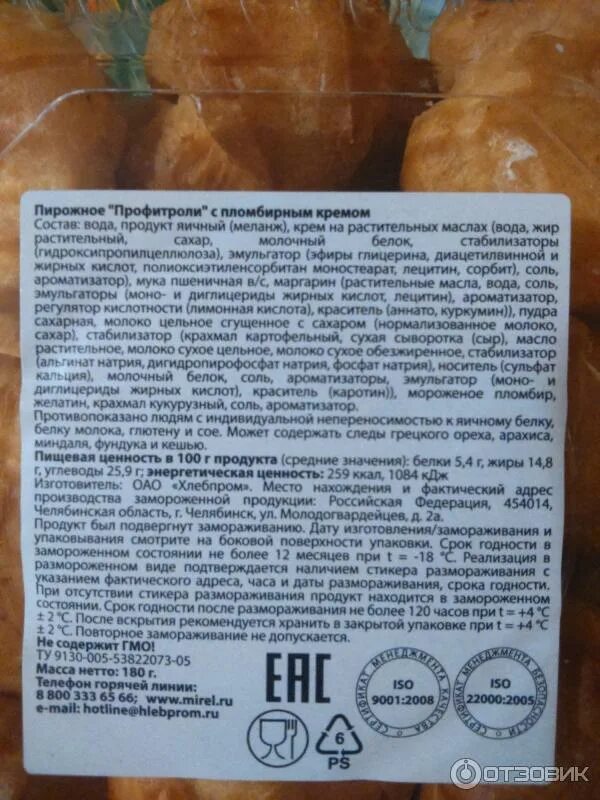 Пирожное "Профитроли" с пломбирным кремом
Состав: вода, продукт яичный (меланж), крем на растительных маслах (вода, жир
растительный, сахар, молочный белок, стабилизаторы
(гидроксипропилцеллюлоза), эмульгатор (эфиры глицерина, диацетилвинной и
жирных кислот, полиоксиэтиленсорбитан моностеарат, лецитин, сорбит), соль,
ароматизатор), мука пшеничная в/с, маргарин (растительные масла, вода, соль,
эмульгаторы (моно- и диглицериды жирных кислот, лецитин), ароматизатор,
регулятор кислотности (лимонная кислота), краситель (аннато, куркумин)), пудра
сахарная, молоко цельное сгущенное с сахаром (нормализованное молоко,
сахар), стабилизатор (крахмал картофельный, сухая сыворотка (сыр), масло
растительное, молоко сухое цельное, молоко сухое обезжиренное, стабилизатор
(альгинат натрия, дигидропирофосфат натрия, фосфат натрия), носитель (сульфат
кальция), молочный белок, соль, ароматизаторы, эмульгатор (моно- и
диглицериды жирных кислот), краситель (каротин)), мороженое пломбир,
желатин, крахмал кукурузный, соль, ароматизатор.
Противопоказано людям с индивидуальной непереносимостью к яичному белку,
белку молока, глютену и сое. Может содержать следы грецкого ореха, арахиса,
миндаля, фундука и кешью.
Пищевая ценность в 100 г продукта (средние значения): белки 5,4 г, жиры 14,8
г, углеводы 25,9 г; энергетическая ценность: 259 ккал, 1084 кДж
Изготовитель: ОАО «Хлебпром». Место нахождения и фактический адрес
производства замороженной продукции: Российская Федерация, 454014,
Челябинская область, г. Челябинск, ул. Молодогвардейцев, д. 2а.
Продукт был подвергнут замораживанию. Дату изготовления/замораживания и
упаковывания смотрите на боковой поверхности упаковки. Срок годности в
замороженном состоянии не более 12 месяцев при t = -18 °C. Реализация в
размороженном виде подтверждается наличием стикера размораживания с
указанием фактического адреса, часа и даты размораживания, срока годности.
При отсутствии стикера размораживания продукт находится в замороженном
состоянии. Срок годности после размораживания не более 120 часов при t = +4 °C
± 2 °C. После вскрытия рекомендуется хранить в закрытой упаковке при t = +4 °C
± 2 °C. Повторное замораживание не допускается.
Не содержит ГМО!
ТУ 9130-005-53822073-05
Масса нетто: 180 г.
Телефон горячей линии:
8 800 333 65 66; www.mirel.ru
e-mail: hotline@hlebprom.ru
ЕАС
6
PS
СЕРТИФИКАТ МЕНЕДЖМЕНТА КАЧЕСТВА
ISO
9001:2008
СЕРТИФИКАТ МЕНЕДЖМЕНТА БЕЗОПАСНОСТИ
ISO
22000:2005
ОТЗОВИК